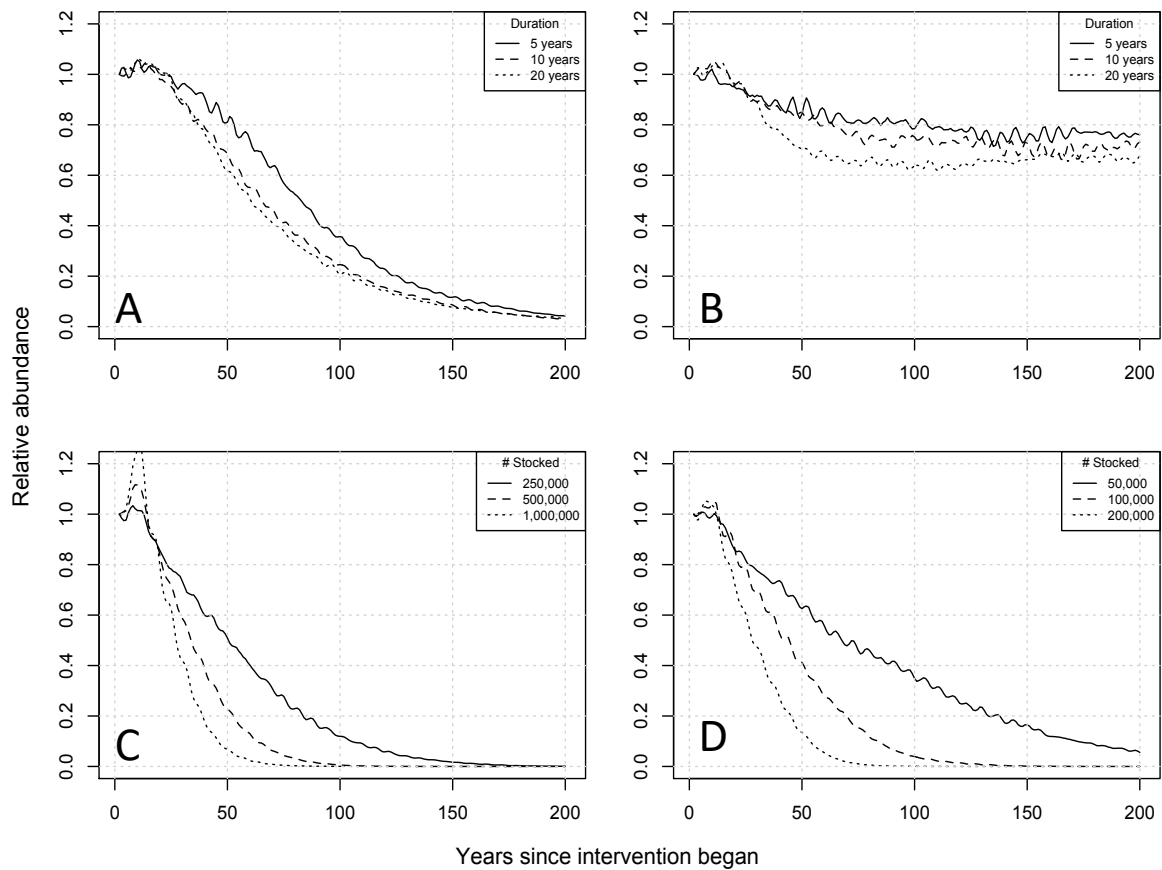 Relative abundance
1.2
1.0
0.8
0.6
0.4
0.2
0.0
Duration
5 years
10 years
20 years
A
0 50 100 150 200
1.2
1.0
0.8
0.6
0.4
0.2
0.0
Duration
5 years
10 years
20 years
B
0 50 100 150 200
1.2
1.0
0.8
0.6
0.4
0.2
0.0
# Stocked
250,000
500,000
1,000,000
C
0 50 100 150 200
1.2
1.0
0.8
0.6
0.4
0.2
0.0
# Stocked
50,000
100,000
200,000
D
0 50 100 150 200
Years since intervention began